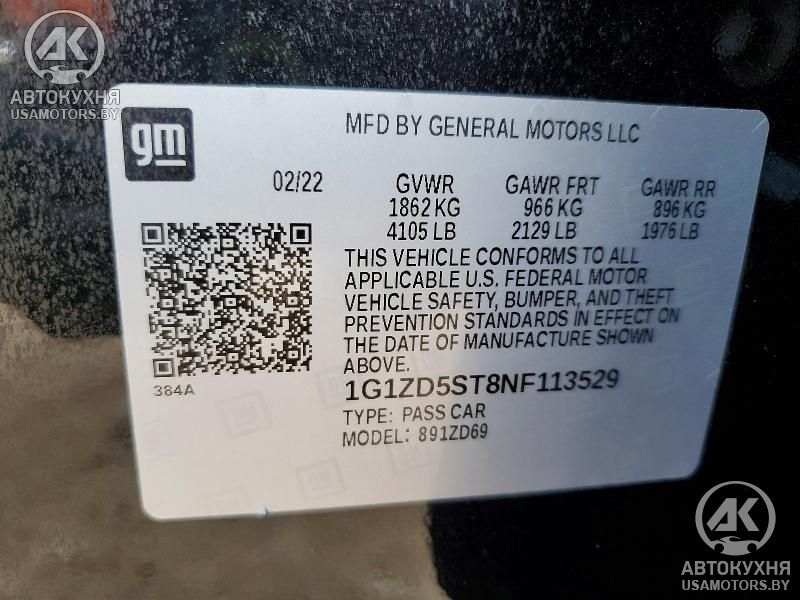 AK
АВТОКУХНЯ
USAMOTORS.BY
gm
MFD BY GENERAL MOTORS LLC
02/22 GVWR GAWR FRT GAWR RR
1862 KG 966 KG 896 KG
4105 LB 2129 LB 1976 LB
THIS VEHICLE CONFORMS TO ALL
APPLICABLE U.S. FEDERAL MOTOR
VEHICLE SAFETY, BUMPER, AND THEFT
PREVENTION STANDARDS IN EFFECT ON
THE DATE OF MANUFACTURE SHOWN
ABOVE.
384A
1G1ZD5ST8NF113529
TYPE: PASS CAR
MODEL: 891ZD69
AK
АВТОКУХНЯ
USAMOTORS.BY